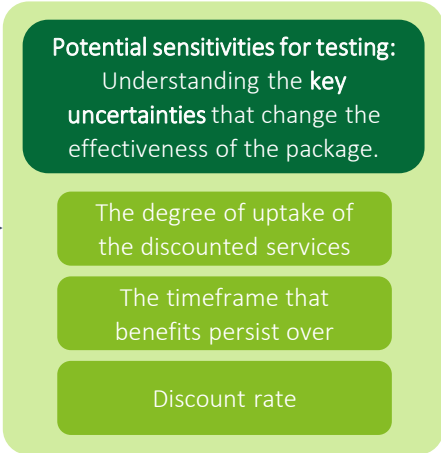 Potential sensitivities for testing:
Understanding the key
uncertainties that change the
effectiveness of the package.
The degree of uptake of
the discounted services
The timeframe that
benefits persist over
Discount rate